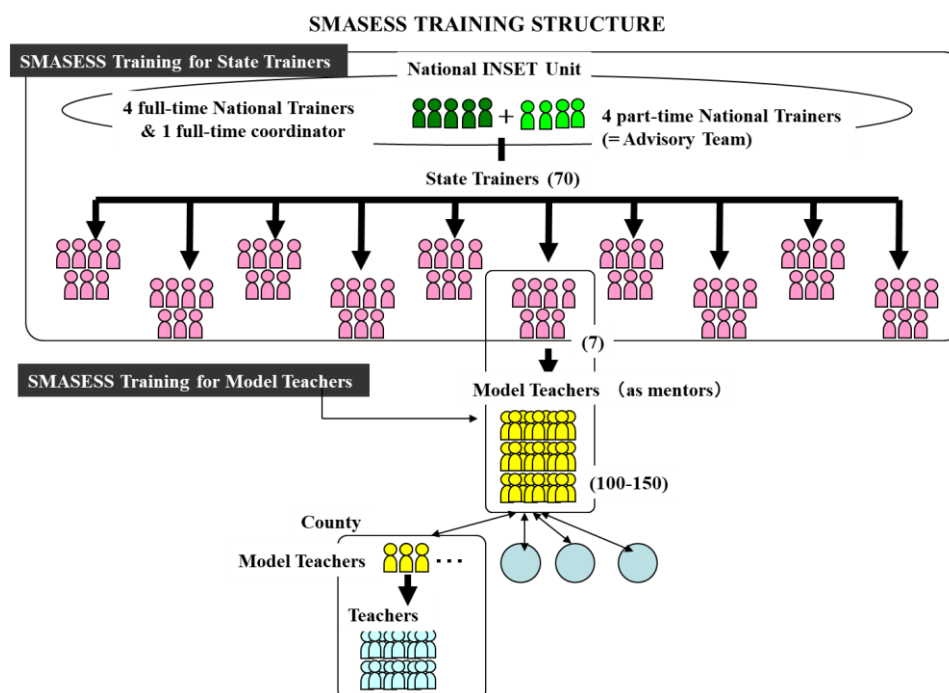 SMASESS TRAINING STRUCTURE
SMASESS Training for State Trainers
National INSET Unit
4 full-time National Trainers
& 1 full-time coordinator
+
4 part-time National Trainers
(= Advisory Team)
State Trainers (70)
(7)
SMASESS Training for Model Teachers
Model Teachers (as mentors)
(100-150)
County
Model Teachers
...
Teachers